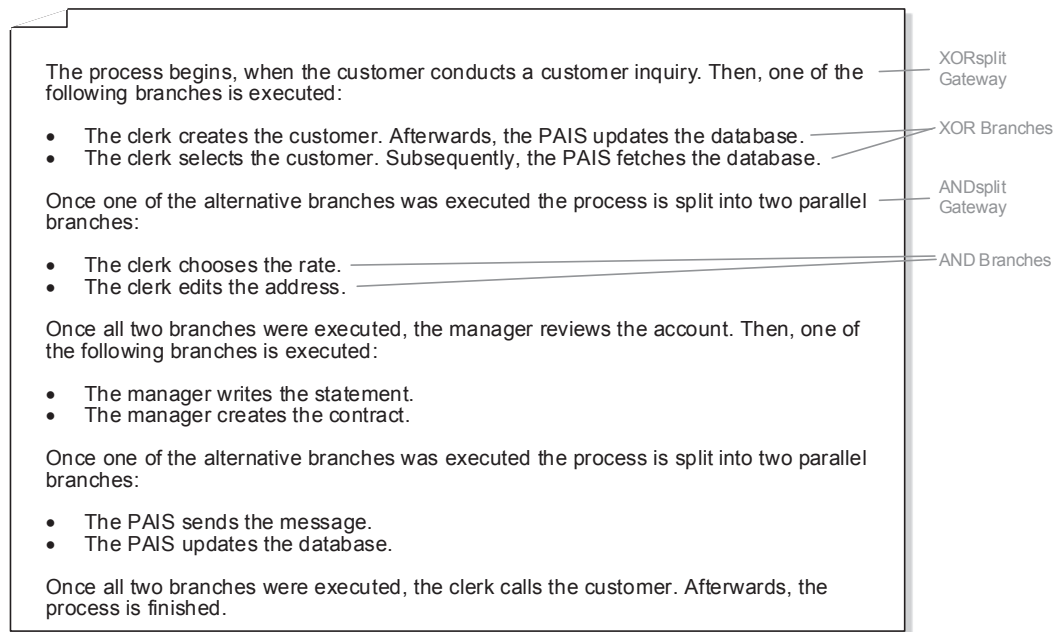 The process begins, when the customer conducts a customer inquiry. Then, one of the
following branches is executed:
• The clerk creates the customer. Afterwards, the PAIS updates the database.
• The clerk selects the customer. Subsequently, the PAIS fetches the database.
Once one of the alternative branches was executed the process is split into two parallel
branches:
• The clerk chooses the rate.
• The clerk edits the address.
Once all two branches were executed, the manager reviews the account. Then, one of
the following branches is executed:
• The manager writes the statement.
• The manager creates the contract.
Once one of the alternative branches was executed the process is split into two parallel
branches:
• The PAIS sends the message.
• The PAIS updates the database.
Once all two branches were executed, the clerk calls the customer. Afterwards, the
process is finished.
XORsplit
Gateway
XOR Branches
ANDsplit
Gateway
AND Branches